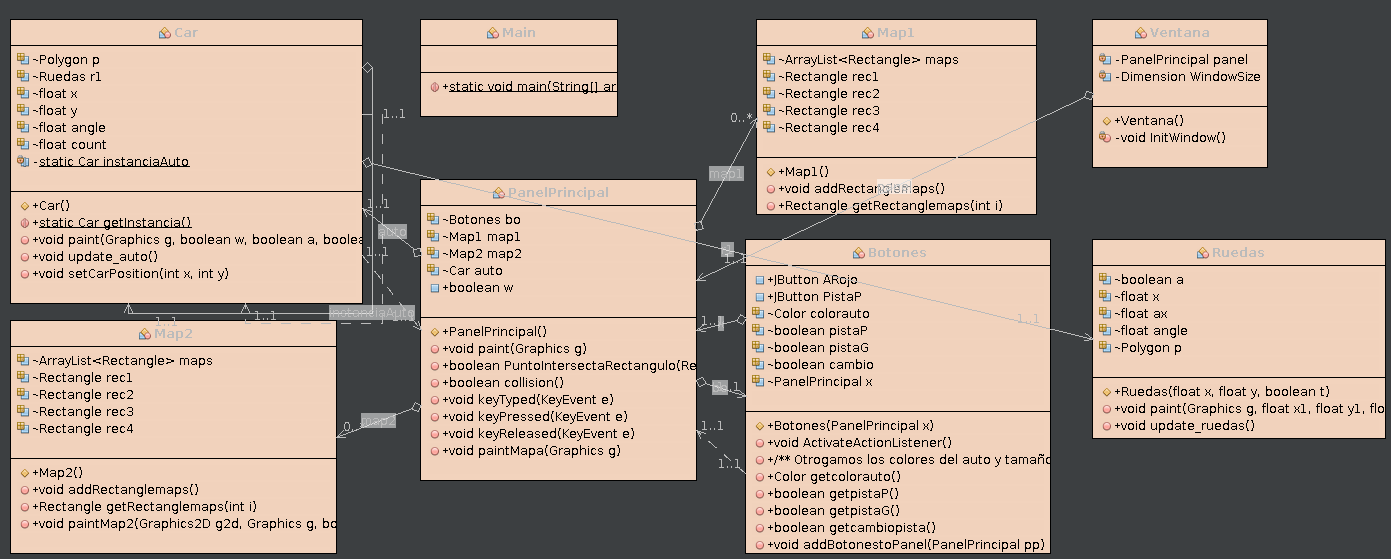 Car
~Polygon p
~Ruedas r1
~float x
~float y
~float angle
~float count
-static Car instanciaAuto
+Car()
+static Car getInstancia()
+void paint(Graphics g, boolean w, boolean a, boolea
+void update_auto()
+void setCarPosition(int x, int y)
Main
+static void main(String[] ar
Map1
~ArrayList<Rectangle> maps
~Rectangle rec1
~Rectangle rec2
~Rectangle rec3
~Rectangle rec4
+Map1()
+void addRectanglemaps()
+Rectangle getRectanglemaps(int i)
Ventana
-PanelPrincipal panel
-Dimension WindowSize
+Ventana()
-void InitWindow()
PanelPrincipal
~Botones bo
~Map1 map1
~Map2 map2
~Car auto
+boolean w
+PanelPrincipal()
+void paint(Graphics g)
+boolean PuntoIntersectaRectangulo(Re
+boolean collision()
+void keyTyped(KeyEvent e)
+void keyPressed(KeyEvent e)
+void keyReleased(KeyEvent e)
+void paintMapa(Graphics g)
Botones
+JButton ARojo
+JButton PistaP
~Color colorauto
~boolean pistaP
~boolean pistaG
~boolean cambio
~PanelPrincipal x
+Botones(PanelPrincipal x)
+void ActivateActionListener()
+/** Otrogamos los colores del auto y tamaño
+Color getcolorauto()
+boolean getpistaP()
+boolean getpistaG()
+boolean getcambiopista()
+void addBotonestoPanel(PanelPrincipal pp)
Ruedas
~boolean a
~float x
~float ax
~float angle
~Polygon p
+Ruedas(float x, float y, boolean t)
+void paint(Graphics g, float x1, float y1, flo
+void update_ruedas()
Map2
~ArrayList<Rectangle> maps
~Rectangle rec1
~Rectangle rec2
~Rectangle rec3
~Rectangle rec4
+Map2()
+void addRectanglemaps()
+Rectangle getRectanglemaps(int i)
+void paintMap2(Graphics2D g2d, Graphics g, bo
1..1
0..*
map1
1..1
auto
1..1
1..1
1..1
1..1
map2
1..1
1..1
1..1